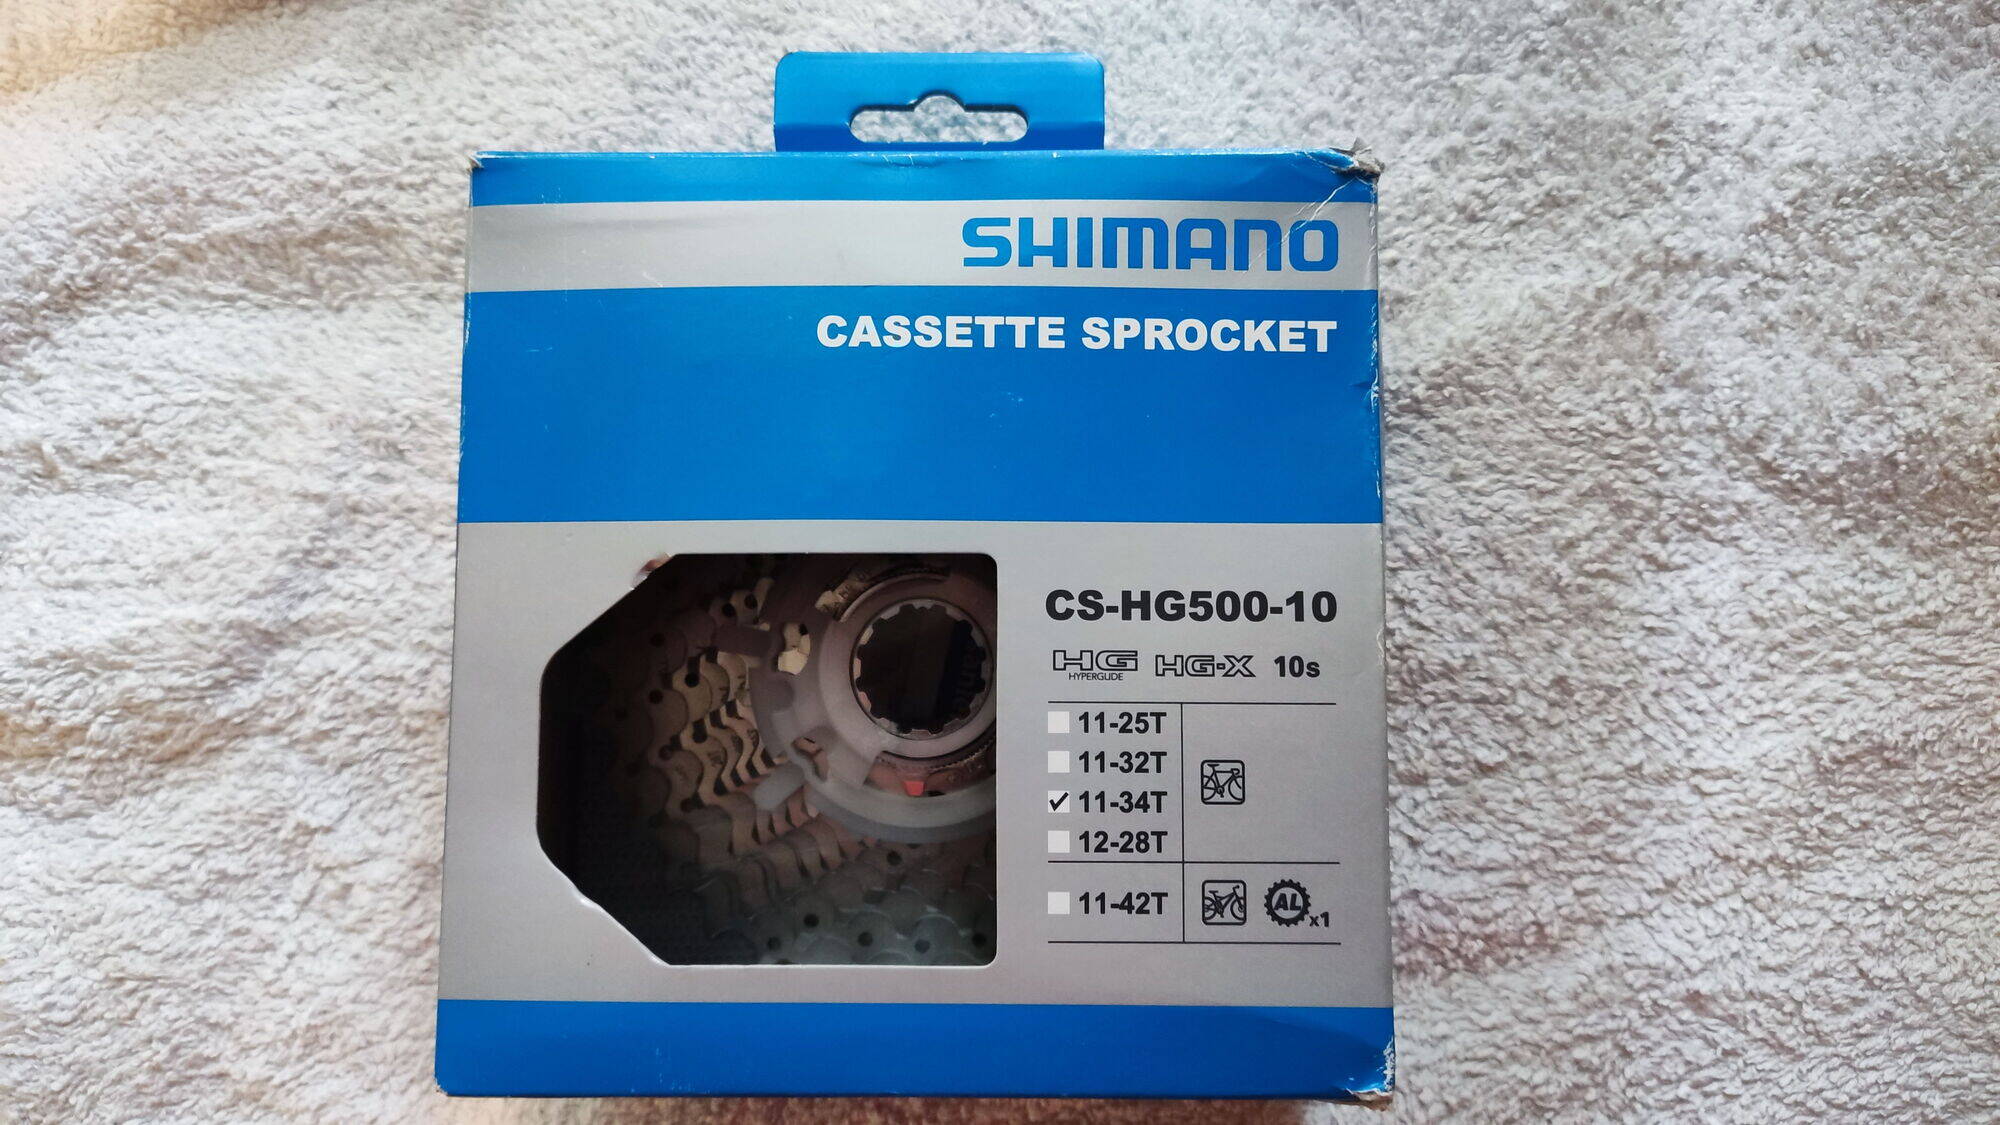 SHIMANO
CASSETTE SPROCKET
CS-HG500-10
HG HG-X 10s
HYPERGLIDE
11-25T
11-32T
11-34T
12-28T
11-42T
AL x1